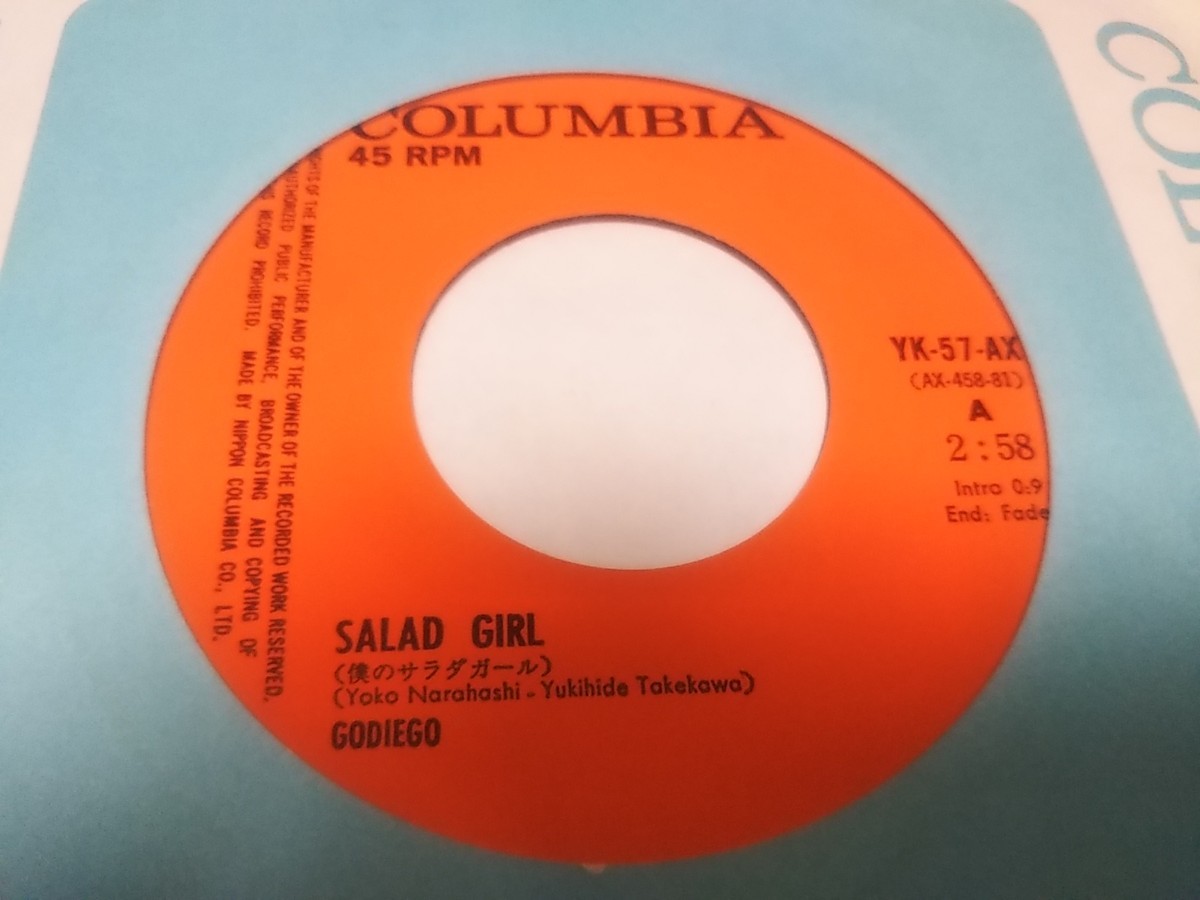 COLUMBIA
45 RPM
OF THE MANUFACTURER AND OF THE OWNER OF THE RECORDED WORK RESERVED.
PUBLIC PERFORMANCE, BROADCASTING AND COPYING OF
RECORD PROHIBITED. MADE BY NIPPON COLUMBIA CO., LTD.
YK-57-AX
(AX-458-81)
A
2:58
Intro 0:9
End: Fade
SALAD GIRL
(僕のサラダガール)
(Yoko Narahashi - Yukihide Takekawa)
GODIEGO
COL